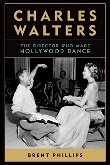 CHARLES
WALTERS
THE DIRECTOR WHO MADE
HOLLYWOOD DANCE
BRENT PHILLIPS